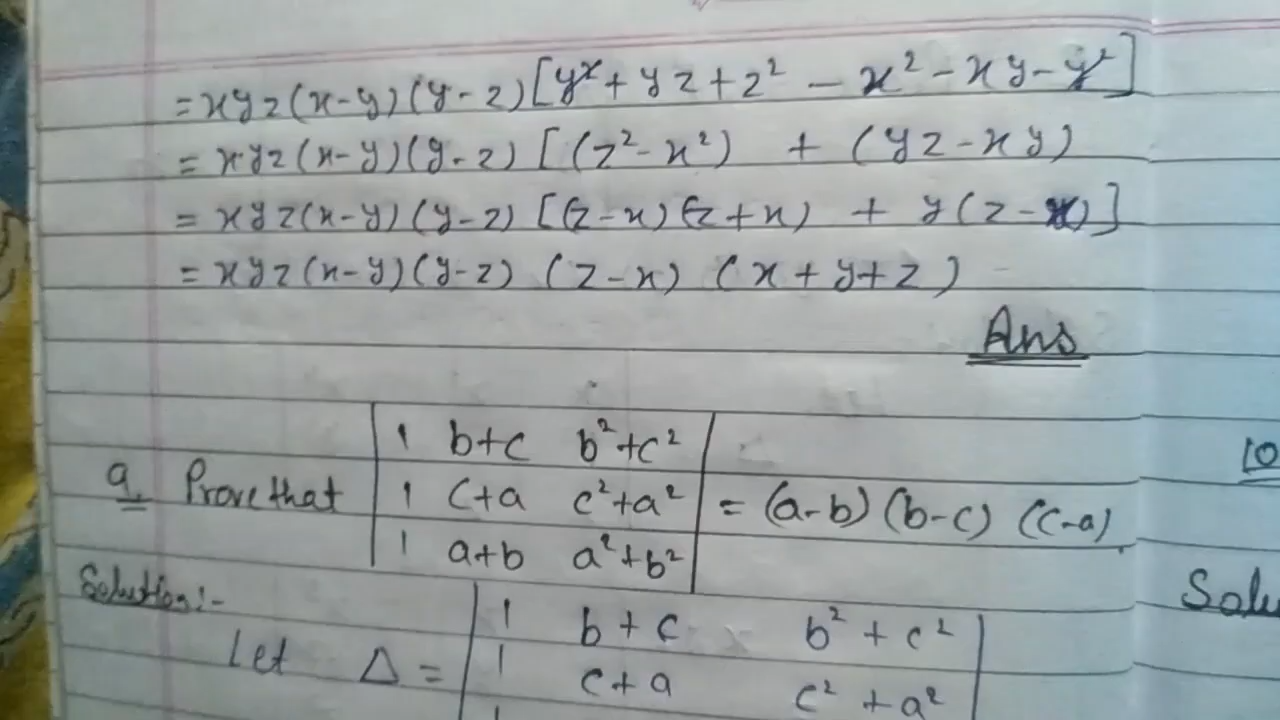 = xyz(x-y)(y-z)[y²+yz+z² - x²-xy-y²]
= xyz(x-y)(y-z) [(z²-x²) + (yz-xy)
= xyz(x-y)(y-z) [(z-x)(z+x) + y(z-x)]
= xyz(x-y)(y-z) (z-x) (x+y+z)
Ans
1 b+c b²+c²
9. Prove that 1 c+a c²+a² = (a-b)(b-c)(c-a)
1 a+b a²+b²
10
Solution:-
Solu
1 b+c b²+c²
Let Δ = 1 c+a c²+a²